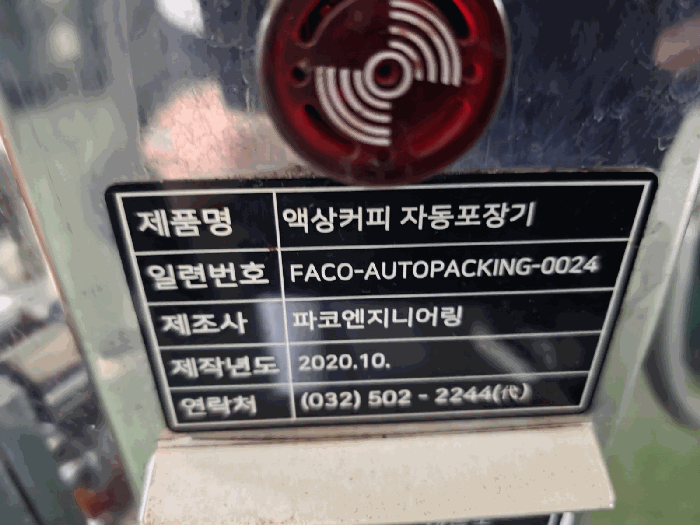 제품명 액상커피 자동포장기
일련번호 FACO-AUTOPACKING-0024
제조사 파코엔지니어링
제작년도 2020.10.
연락처 (032) 502 - 2244(代)